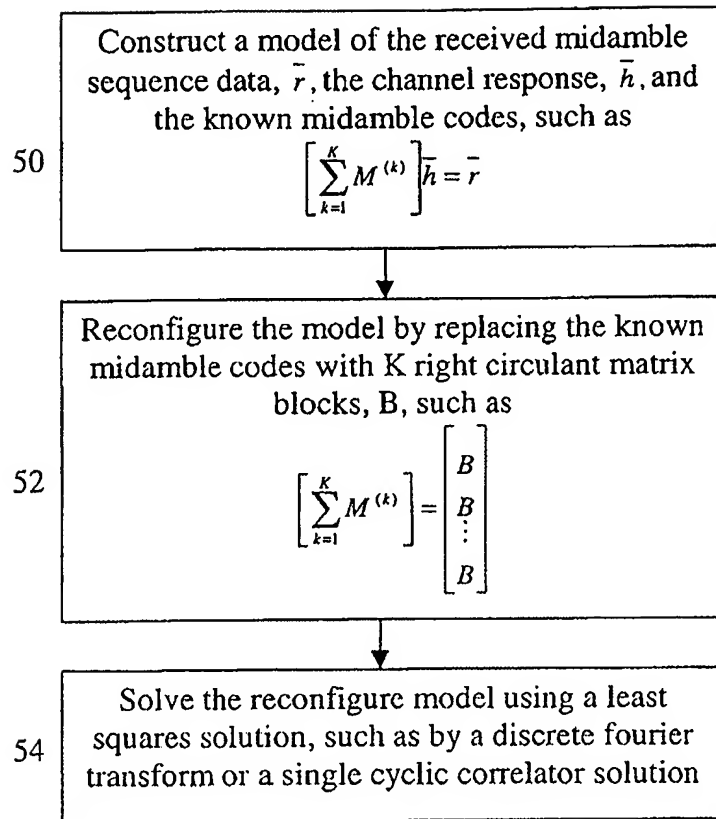 Construct a model of the received midamble
sequence data, r̄, the channel response, h̄, and
the known midamble codes, such as
50
[∑_{k=1}^{K} M^{(k)}] h̄ = r̄
Reconfigure the model by replacing the known
midamble codes with K right circulant matrix
blocks, B, such as
52
[∑_{k=1}^{K} M^{(k)}] = [B B ⋮ B]
Solve the reconfigure model using a least
squares solution, such as by a discrete fourier
54
transform or a single cyclic correlator solution